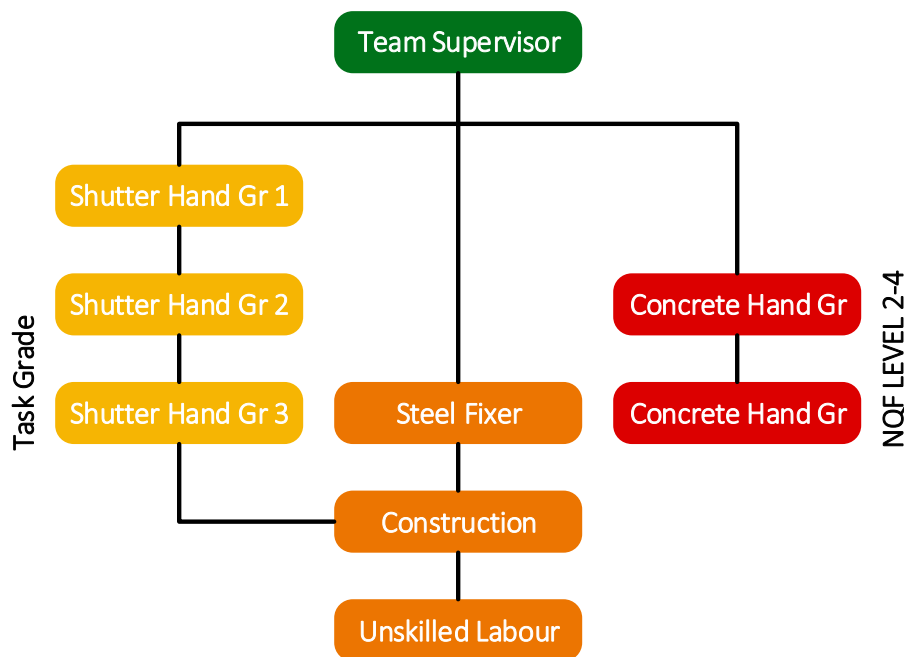 Team Supervisor
Shutter Hand Gr 1
Shutter Hand Gr 2
Concrete Hand Gr
Task Grade
NQF LEVEL 2-4
Shutter Hand Gr 3
Steel Fixer
Concrete Hand Gr
Construction
Unskilled Labour